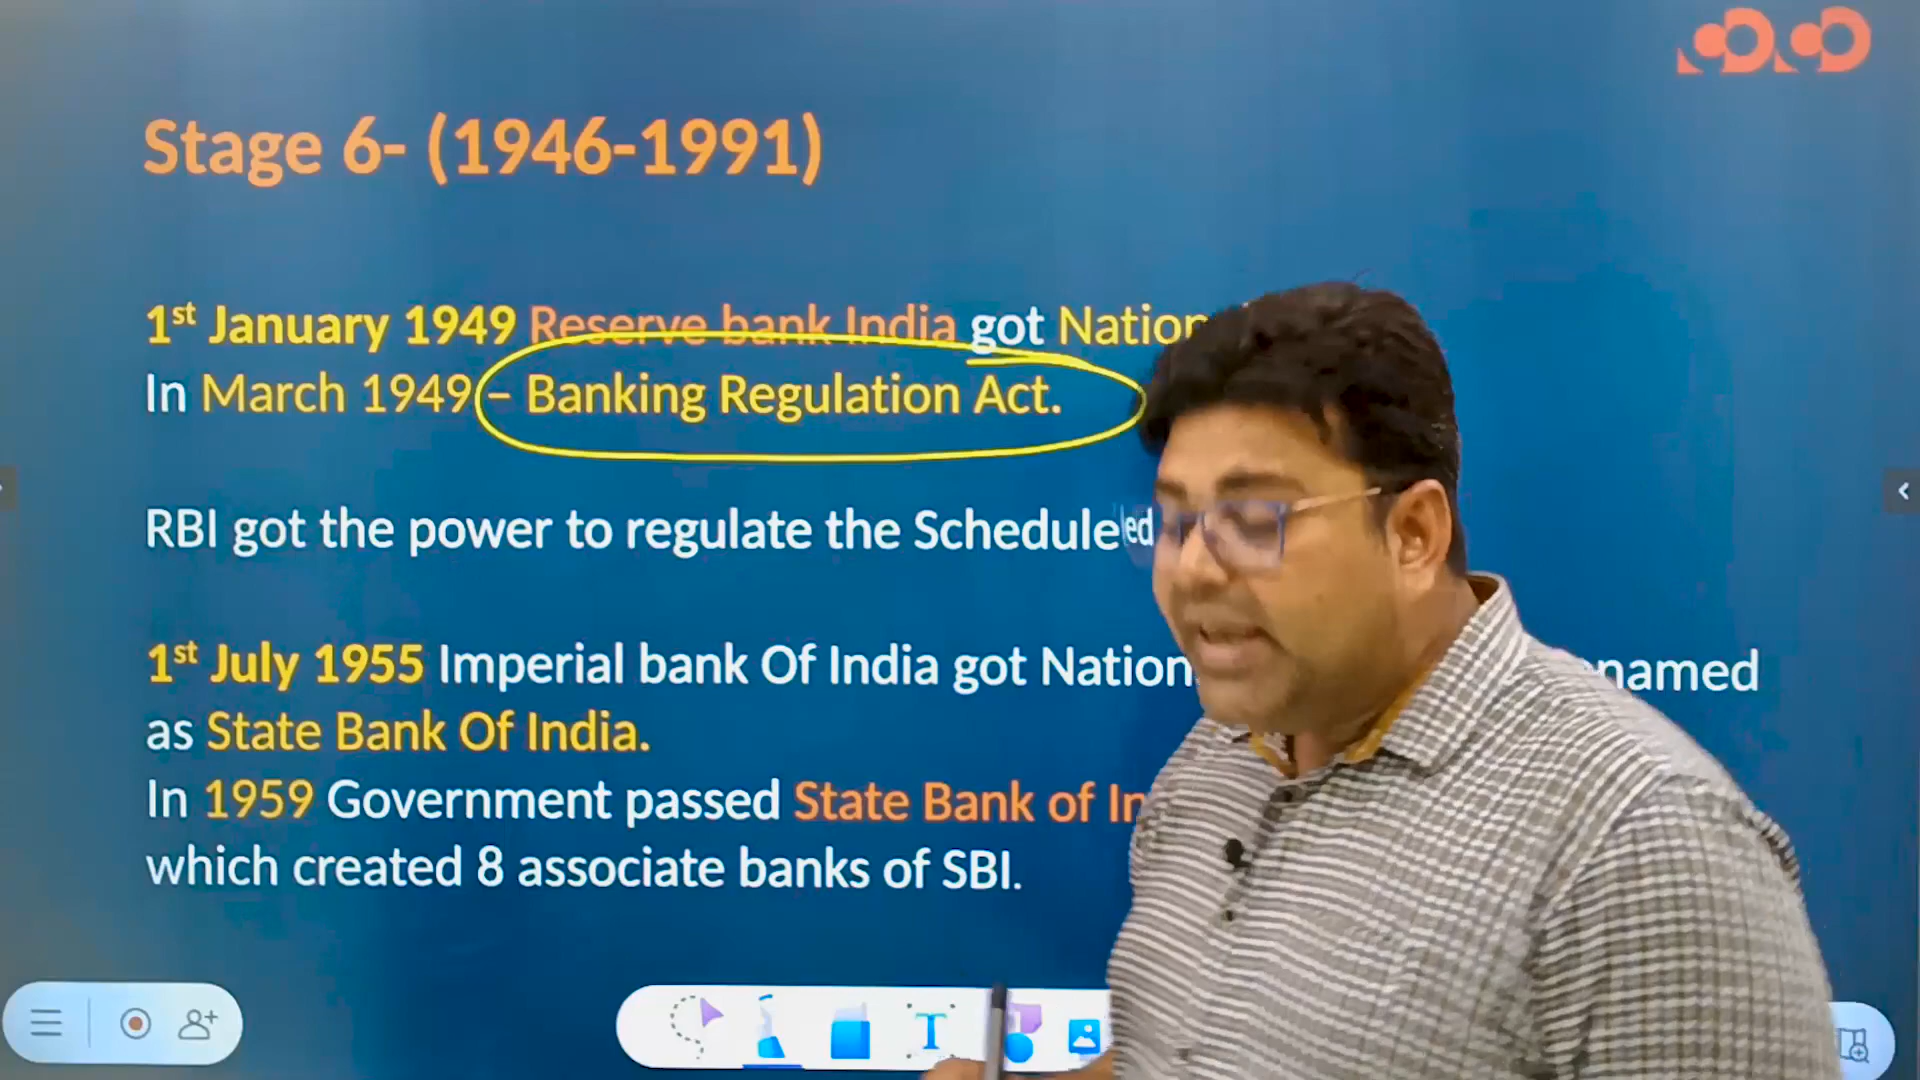 Stage 6- (1946-1991)
1st January 1949 Reserve bank India got Nation
In March 1949 – Banking Regulation Act.
RBI got the power to regulate the Scheduled
1st July 1955 Imperial bank Of India got Nation named
as State Bank Of India.
In 1959 Government passed State Bank of In
which created 8 associate banks of SBI.
T